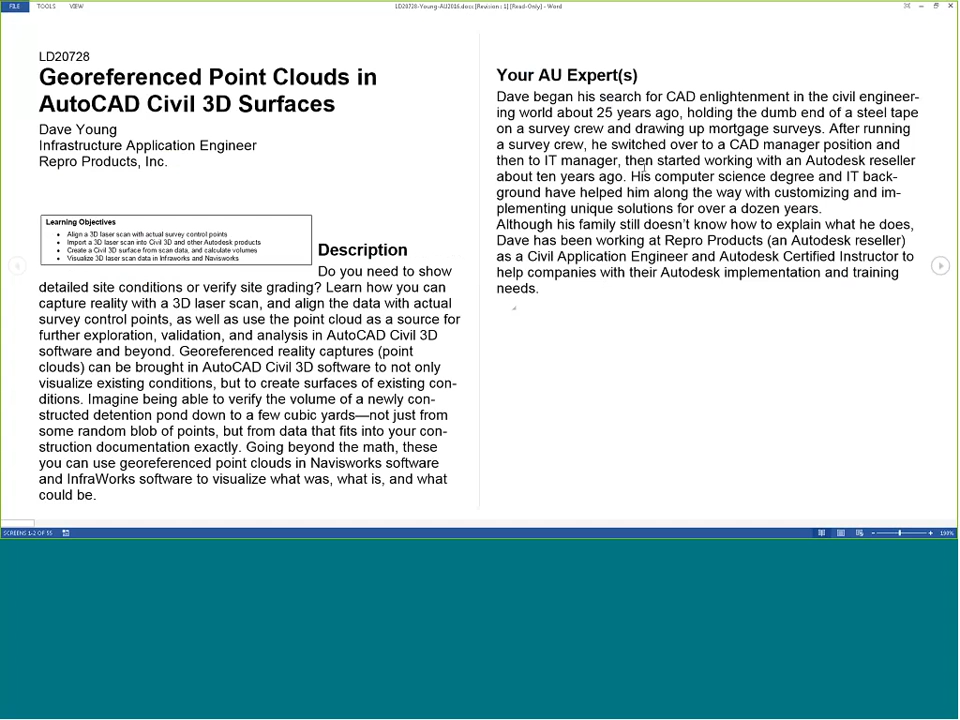 FILE TOOLS VIEW
LD20728-Young-AU2016.docx [Revision : 1] [Read-Only] - Word
LD20728
Georeferenced Point Clouds in
AutoCAD Civil 3D Surfaces
Dave Young
Infrastructure Application Engineer
Repro Products, Inc.
Learning Objectives
• Align a 3D laser scan with actual survey control points
• Import a 3D laser scan into Civil 3D and other Autodesk products
• Create a Civil 3D surface from scan data, and calculate volumes
• Visualize 3D laser scan data in Infraworks and Navisworks
Description
Do you need to show
detailed site conditions or verify site grading? Learn how you can
capture reality with a 3D laser scan, and align the data with actual
survey control points, as well as use the point cloud as a source for
further exploration, validation, and analysis in AutoCAD Civil 3D
software and beyond. Georeferenced reality captures (point
clouds) can be brought in AutoCAD Civil 3D software to not only
visualize existing conditions, but to create surfaces of existing con-
ditions. Imagine being able to verify the volume of a newly con-
structed detention pond down to a few cubic yards—not just from
some random blob of points, but from data that fits into your con-
struction documentation exactly. Going beyond the math, these
you can use georeferenced point clouds in Navisworks software
and InfraWorks software to visualize what was, what is, and what
could be.
Your AU Expert(s)
Dave began his search for CAD enlightenment in the civil engineer-
ing world about 25 years ago, holding the dumb end of a steel tape
on a survey crew and drawing up mortgage surveys. After running
a survey crew, he switched over to a CAD manager position and
then to IT manager, then started working with an Autodesk reseller
about ten years ago. His computer science degree and IT back-
ground have helped him along the way with customizing and im-
plementing unique solutions for over a dozen years.
Although his family still doesn't know how to explain what he does,
Dave has been working at Repro Products (an Autodesk reseller)
as a Civil Application Engineer and Autodesk Certified Instructor to
help companies with their Autodesk implementation and training
needs.
SCREENS 1-2 OF 55
190%